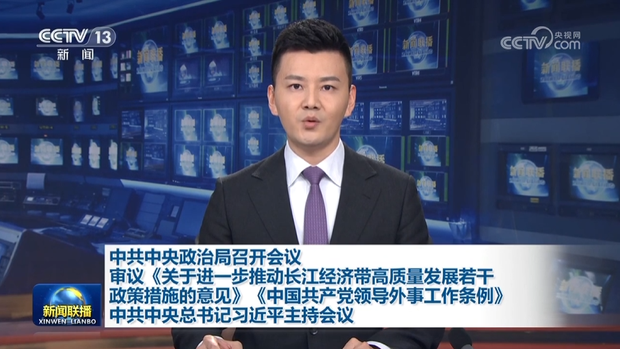 CCTV 13
新闻
CCTV 央视网
com
中共中央政治局召开会议
审议《关于进一步推动长江经济带高质量发展若干
政策措施的意见》《中国共产党领导外事工作条例》
中共中央总书记习近平主持会议
新闻联播
XINWEN LIANBO